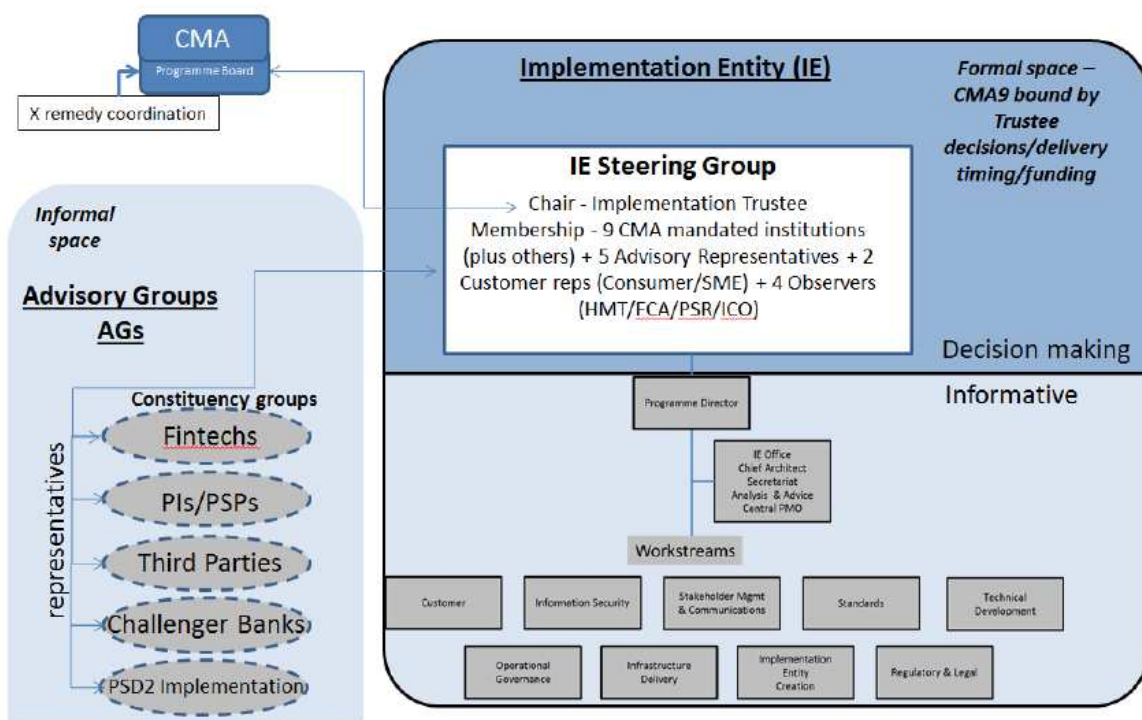 CMA
Programme Board
X remedy coordination
Informal
space
Advisory Groups
AGs
Constituency groups
representatives
Fintechs
PIs/PSPs
Third Parties
Challenger Banks
PSD2 Implementation
Implementation Entity (IE)
Formal space –
CMA9 bound by
Trustee
decisions/delivery
timing/funding
IE Steering Group
Chair - Implementation Trustee
Membership - 9 CMA mandated institutions
(plus others) + 5 Advisory Representatives + 2
Customer reps (Consumer/SME) + 4 Observers
(HMT/FCA/PSR/ICO)
Decision making
Informative
Programme Director
IE Office
Chief Architect
Secretariat
Analysis & Advice
Central PMO
Workstreams
Customer
Information Security
Stakeholder Mgmt
& Communications
Standards
Technical
Development
Operational
Governance
Infrastructure
Delivery
Implementation
Entity
Creation
Regulatory & Legal